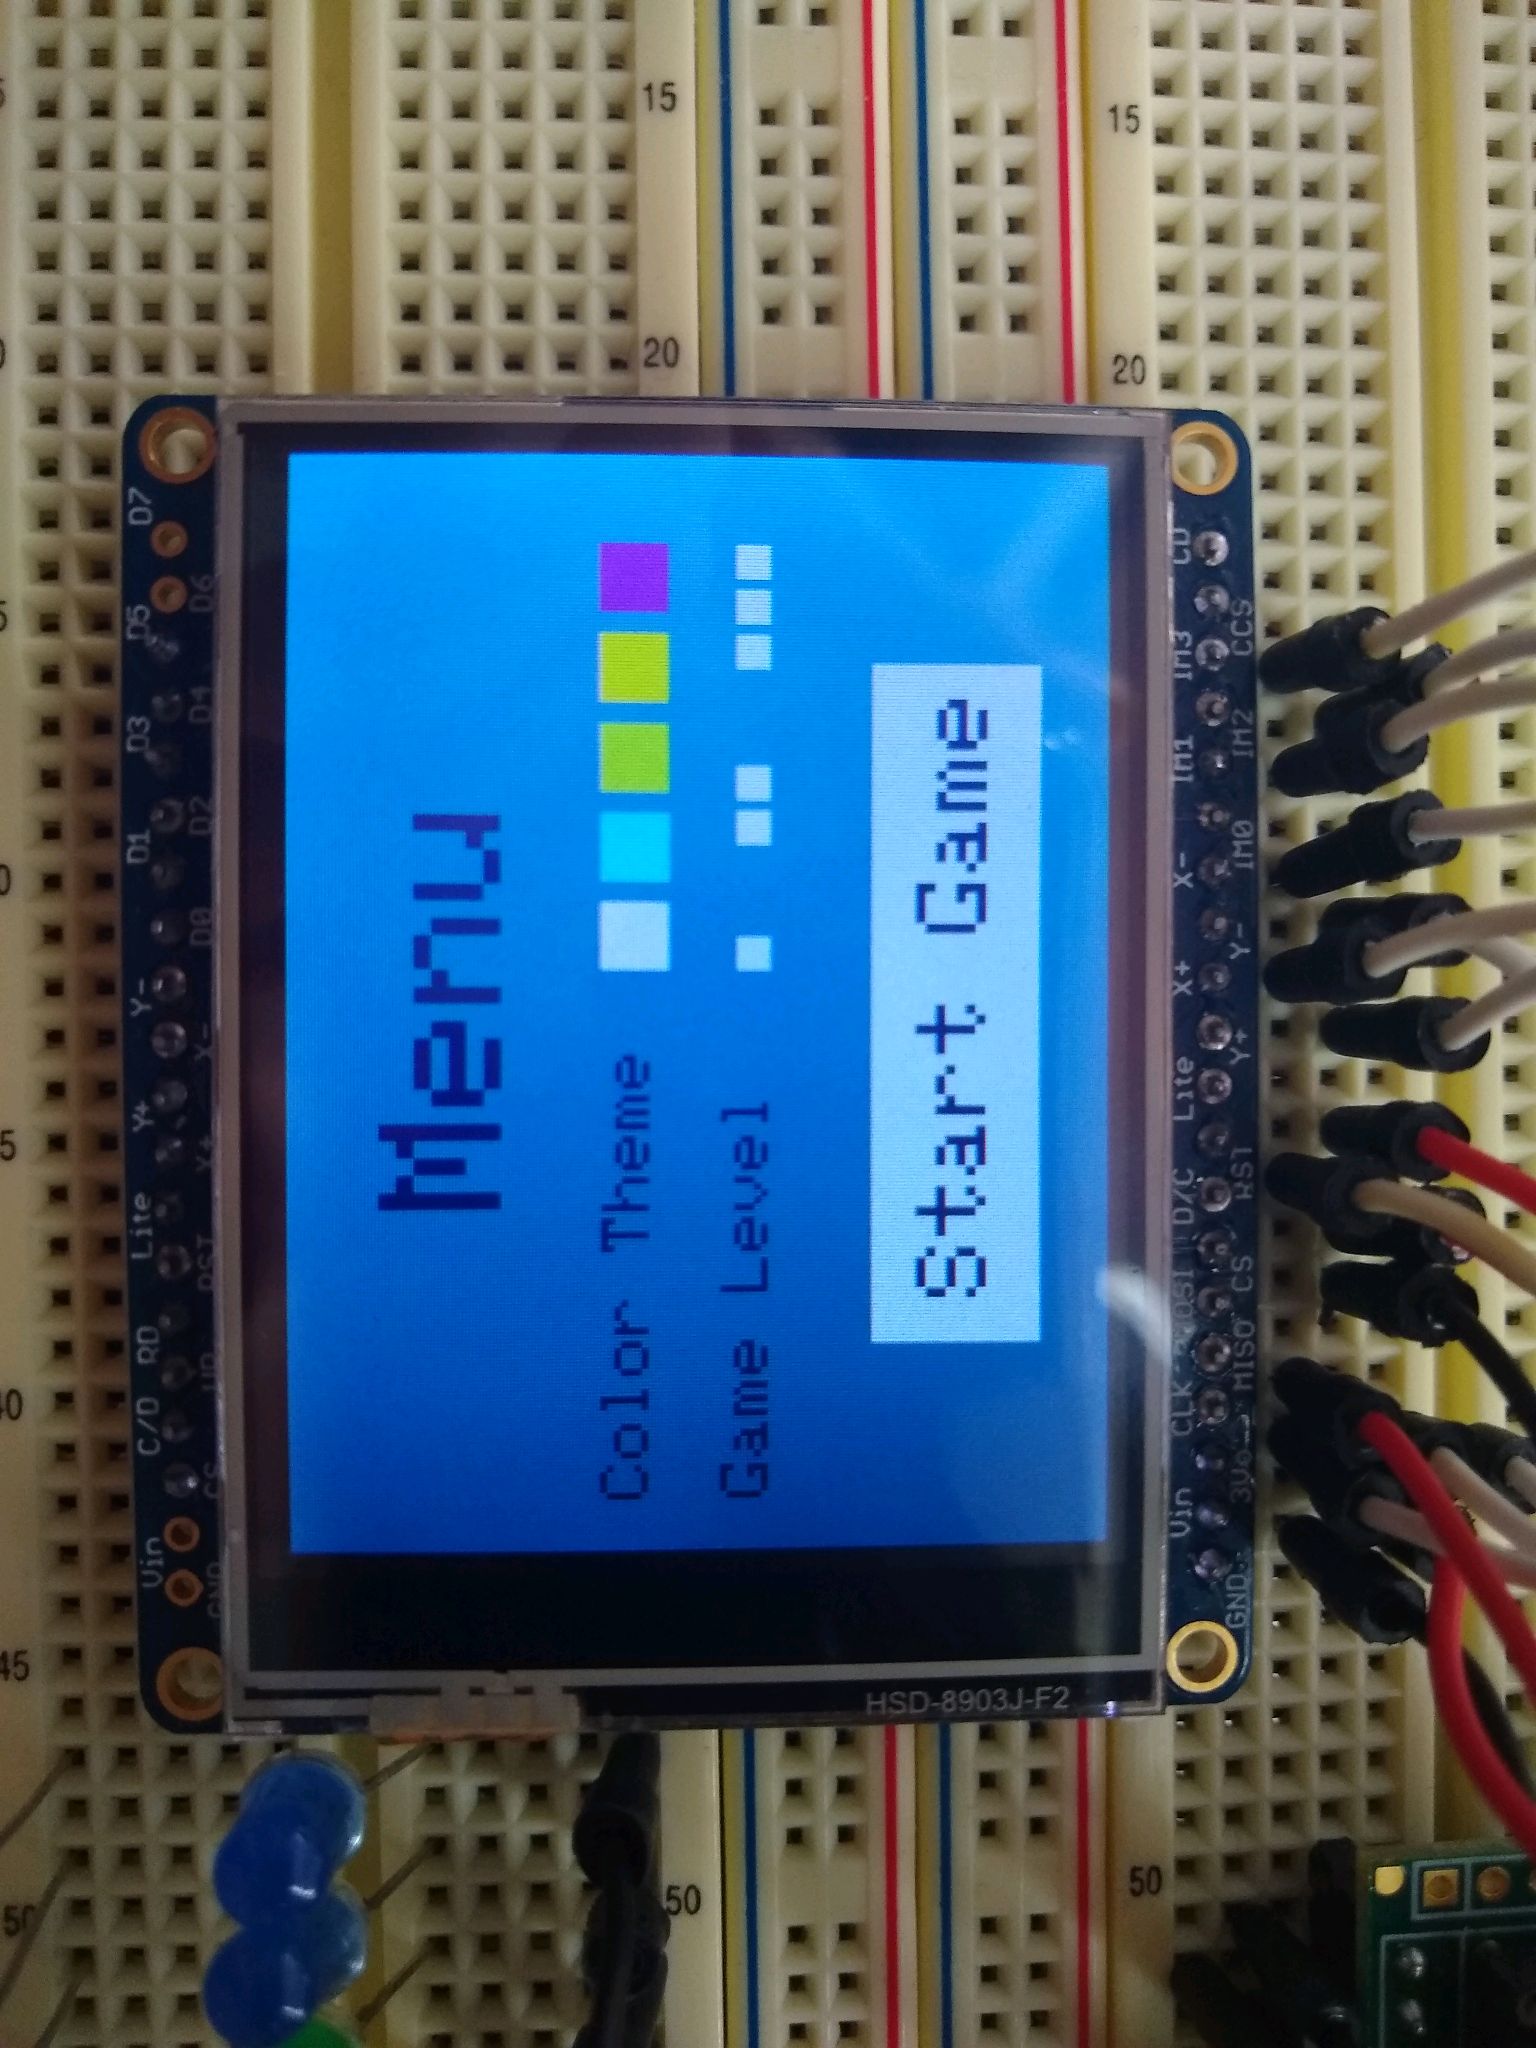 Menu
Color Theme
Game Level
Start Game
HSD-8903J-F2
D7
D6
D5
D4
D3
D2
D1
D0
Y-
X-
Y+
X+
Lite
RST
RD
C/D
CS
Vin
GND
CD
CCS
IM3
IM2
IM1
IM0
X-
Y-
X+
Y+
Lite
RST
D/C
CS
MOSI
MISO
CLK
3Vo
Vin
GND
15
20
15
20
45
50
50
50